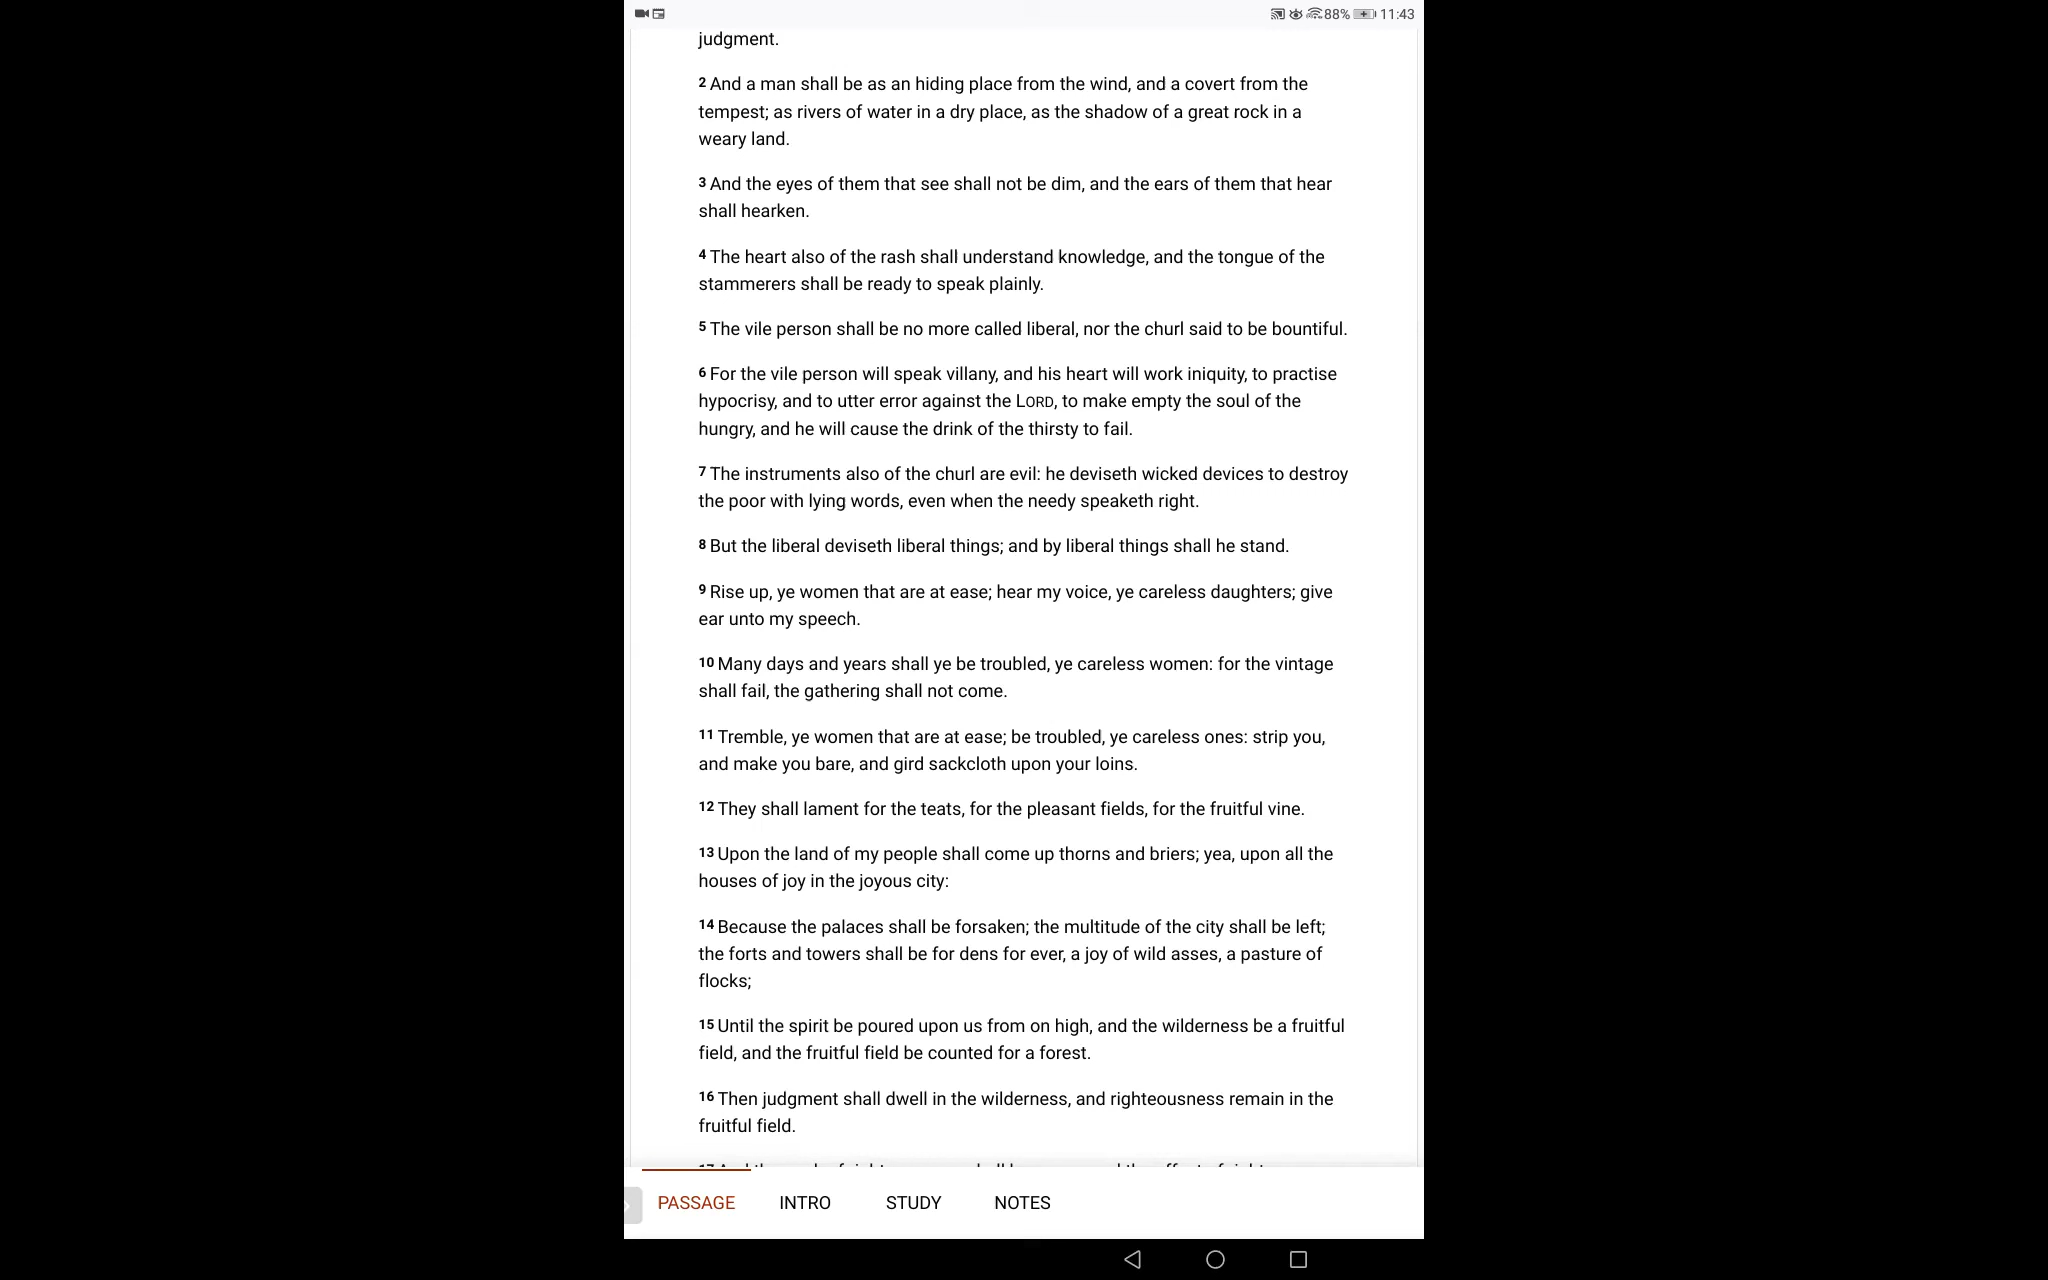 88% 11:43
judgment.
2 And a man shall be as an hiding place from the wind, and a covert from the
tempest; as rivers of water in a dry place, as the shadow of a great rock in a
weary land.
3 And the eyes of them that see shall not be dim, and the ears of them that hear
shall hearken.
4 The heart also of the rash shall understand knowledge, and the tongue of the
stammerers shall be ready to speak plainly.
5 The vile person shall be no more called liberal, nor the churl said to be bountiful.
6 For the vile person will speak villany, and his heart will work iniquity, to practise
hypocrisy, and to utter error against the LORD, to make empty the soul of the
hungry, and he will cause the drink of the thirsty to fail.
7 The instruments also of the churl are evil: he deviseth wicked devices to destroy
the poor with lying words, even when the needy speaketh right.
8 But the liberal deviseth liberal things; and by liberal things shall he stand.
9 Rise up, ye women that are at ease; hear my voice, ye careless daughters; give
ear unto my speech.
10 Many days and years shall ye be troubled, ye careless women: for the vintage
shall fail, the gathering shall not come.
11 Tremble, ye women that are at ease; be troubled, ye careless ones: strip you,
and make you bare, and gird sackcloth upon your loins.
12 They shall lament for the teats, for the pleasant fields, for the fruitful vine.
13 Upon the land of my people shall come up thorns and briers; yea, upon all the
houses of joy in the joyous city:
14 Because the palaces shall be forsaken; the multitude of the city shall be left;
the forts and towers shall be for dens for ever, a joy of wild asses, a pasture of
flocks;
15 Until the spirit be poured upon us from on high, and the wilderness be a fruitful
field, and the fruitful field be counted for a forest.
16 Then judgment shall dwell in the wilderness, and righteousness remain in the
fruitful field.
PASSAGE INTRO STUDY NOTES